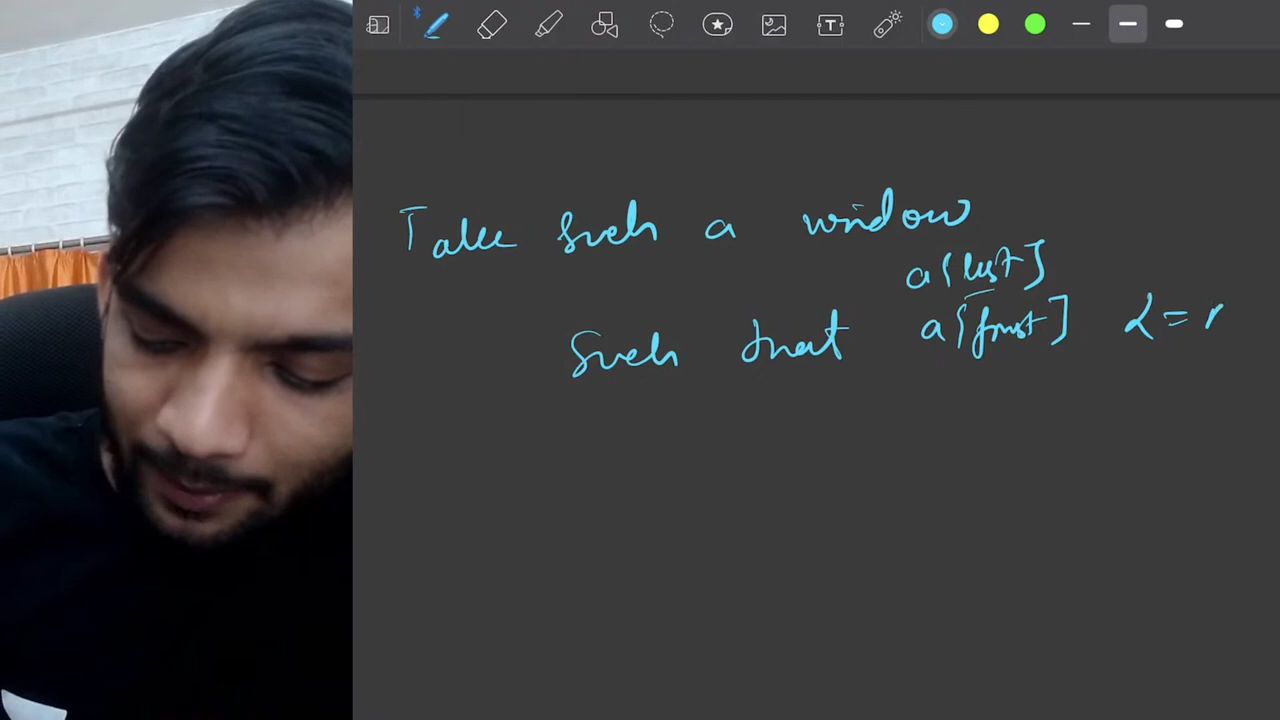 Take such a window
a[last]
Such that a[first] <= r